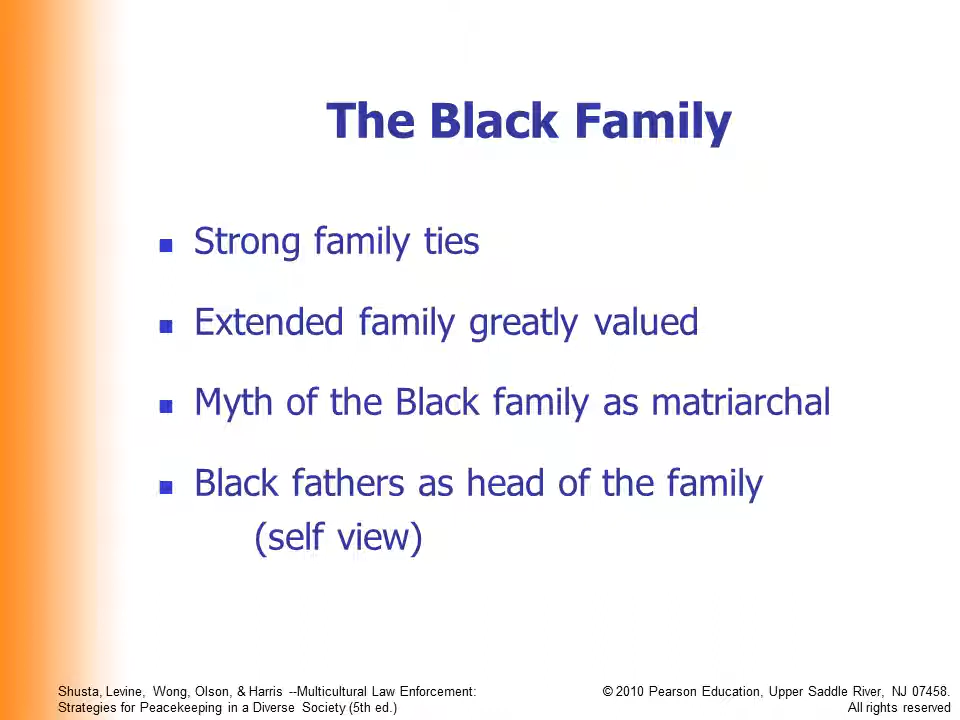 The Black Family
Strong family ties
Extended family greatly valued
Myth of the Black family as matriarchal
Black fathers as head of the family
(self view)
Shusta, Levine, Wong, Olson, & Harris --Multicultural Law Enforcement:
Strategies for Peacekeeping in a Diverse Society (5th ed.)
© 2010 Pearson Education, Upper Saddle River, NJ 07458.
All rights reserved